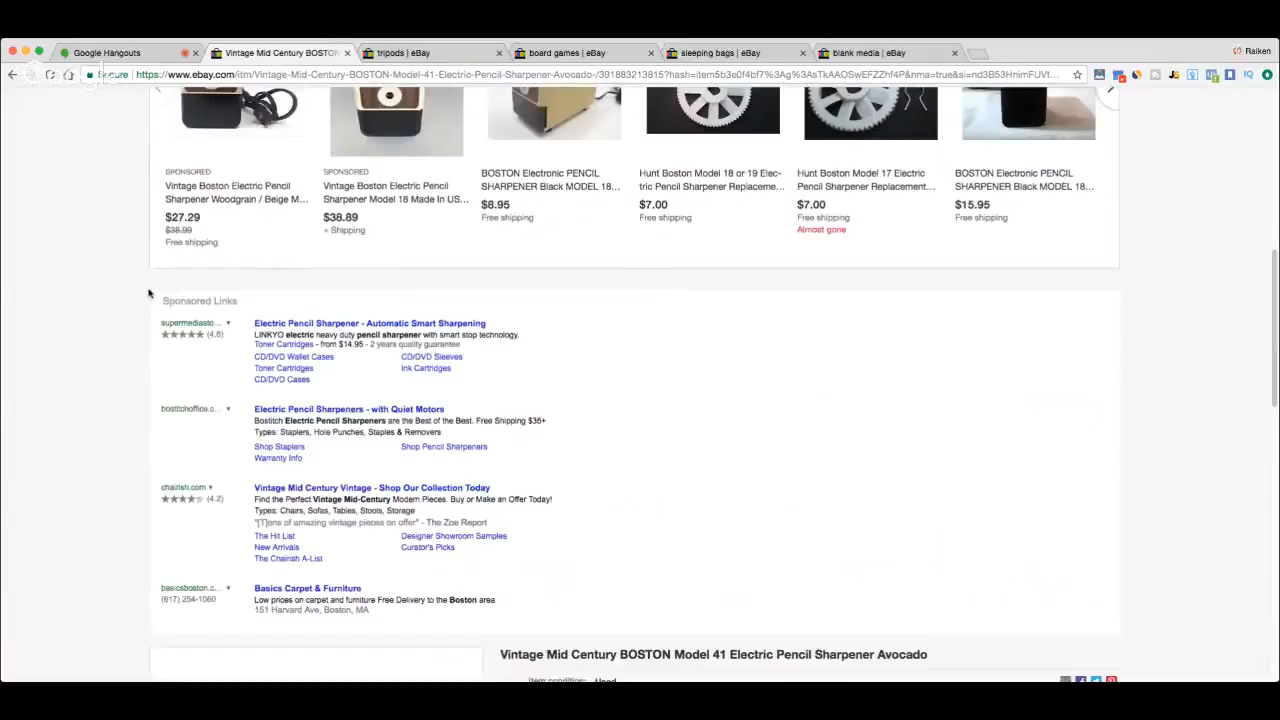 Google Hangouts
Vintage Mid Century BOSTON
tripods | eBay
board games | eBay
sleeping bags | eBay
blank media | eBay
Raiken
Secure
https://www.ebay.com/itm/Vintage-Mid-Century-BOSTON-Model-41-Electric-Pencil-Sharpener-Avocado-/391883213815?hash=item5b3e0f4bf7%3Ag%3AsTkAAOSwEFZZhf4P&nma=true&si=nd3B53HnimFUVt...
SPONSORED
Vintage Boston Electric Pencil
Sharpener Woodgrain / Beige M...
$27.29
$38.99
Free shipping
SPONSORED
Vintage Boston Electric Pencil
Sharpener Model 18 Made In US...
$38.89
+ Shipping
BOSTON Electronic PENCIL
SHARPENER Black MODEL 18...
$8.95
Free shipping
Hunt Boston Model 18 or 19 Elec-
tric Pencil Sharpener Replaceme...
$7.00
Free shipping
Hunt Boston Model 17 Electric
Pencil Sharpener Replacement...
$7.00
Free shipping
Almost gone
BOSTON Electronic PENCIL
SHARPENER Black MODEL 18...
$15.95
Free shipping
Sponsored Links
supermediasto...
(4.8)
Electric Pencil Sharpener - Automatic Smart Sharpening
LINKYO electric heavy duty pencil sharpener with smart stop technology.
Toner Cartridges - from $14.95 - 2 years quality guarantee
CD/DVD Wallet Cases CD/DVD Sleeves
Toner Cartridges Ink Cartridges
CD/DVD Cases
bostitchoffice.c...
Electric Pencil Sharpeners - with Quiet Motors
Bostitch Electric Pencil Sharpeners are the Best of the Best. Free Shipping $35+
Types: Staplers, Hole Punches, Staples & Removers
Shop Staplers Shop Pencil Sharpeners
Warranty Info
chairish.com
(4.2)
Vintage Mid Century Vintage - Shop Our Collection Today
Find the Perfect Vintage Mid-Century Modern Pieces. Buy or Make an Offer Today!
Types: Chairs, Sofas, Tables, Stools, Storage
"[T]ons of amazing vintage pieces on offer" - The Zoe Report
The Hit List Designer Showroom Samples
New Arrivals Curator's Picks
The Chairish A-List
basicsboston.c...
(617) 254-1060
Basics Carpet & Furniture
Low prices on carpet and furniture Free Delivery to the Boston area
151 Harvard Ave, Boston, MA
Vintage Mid Century BOSTON Model 41 Electric Pencil Sharpener Avocado
Item condition: Used